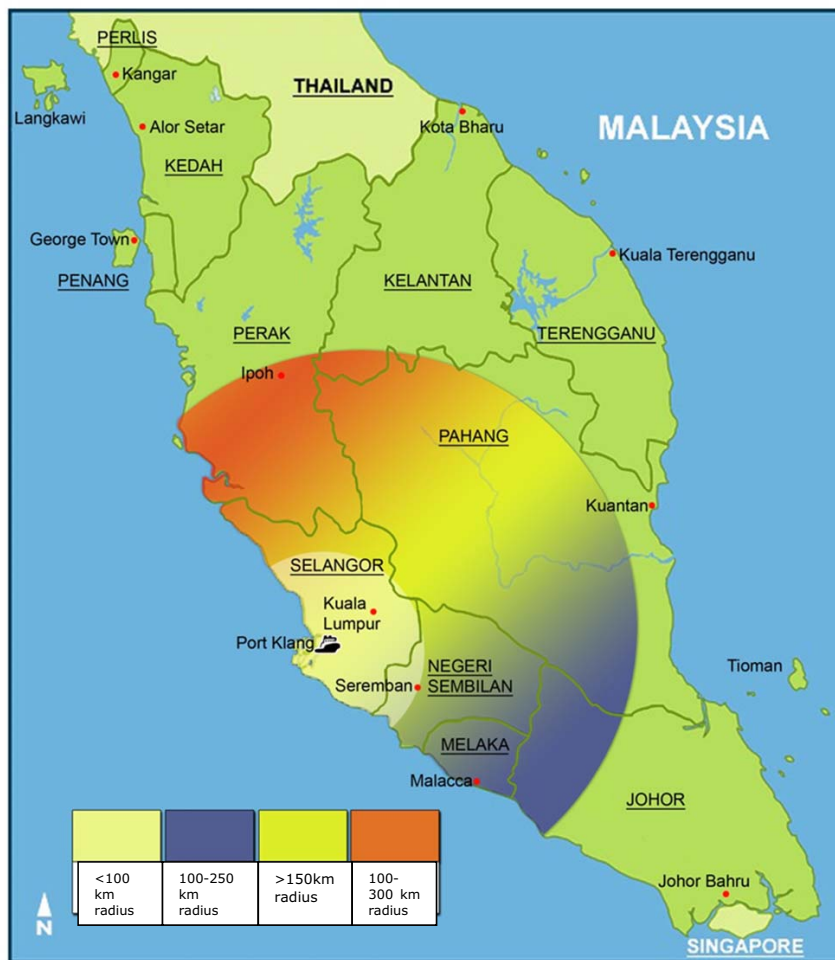 PERLIS
Kangar
THAILAND
Langkawi
Alor Setar
Kota Bharu
MALAYSIA
KEDAH
George Town
Kuala Terengganu
PENANG
KELANTAN
PERAK
TERENGGANU
Ipoh
PAHANG
Kuantan
SELANGOR
Kuala
Lumpur
Port Klang
NEGERI
SEMBILAN
Seremban
Tioman
MELAKA
Malacca
JOHOR
<100
km
radius
100-250
km
radius
>150km
radius
100-
300 km
radius
Johor Bahru
N
SINGAPORE